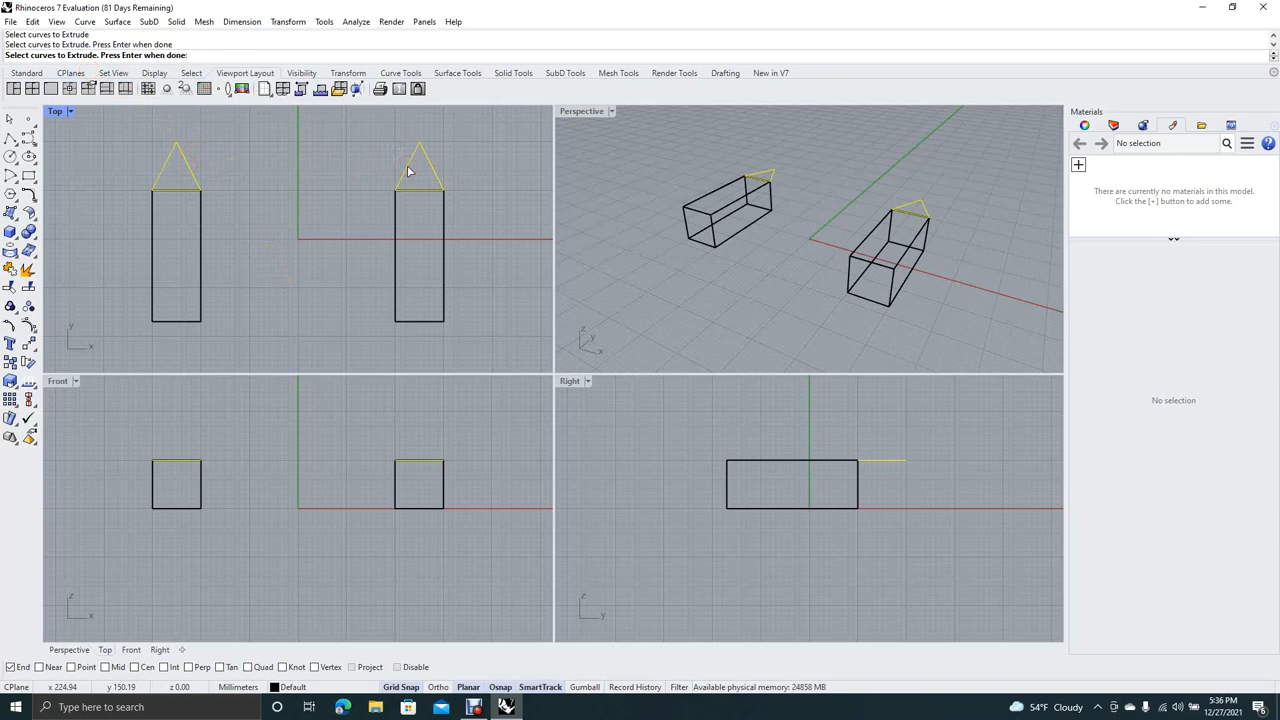 Rhinoceros 7 Evaluation (81 Days Remaining)
File Edit View Curve Surface SubD Solid Mesh Dimension Transform Tools Analyze Render Panels Help
Select curves to Extrude
Select curves to Extrude. Press Enter when done
Select curves to Extrude. Press Enter when done:
Standard CPlanes Set View Display Select Viewport Layout Visibility Transform Curve Tools Surface Tools Solid Tools SubD Tools Mesh Tools Render Tools Drafting New in V7
Top
Perspective
Materials
No selection
There are currently no materials in this model.
Click the [+] button to add some.
y
x
z
y
x
Front
Right
No selection
z
x
z
y
Perspective Top Front Right
End Near Point Mid Cen Int Perp Tan Quad Knot Vertex Project Disable
CPlane x 224.94 y 150.19 z 0.00 Millimeters Default Grid Snap Ortho Planar Osnap SmartTrack Gumball Record History Filter Available physical memory: 24858 MB
Type here to search
54°F Cloudy
5:36 PM
12/27/2021
6